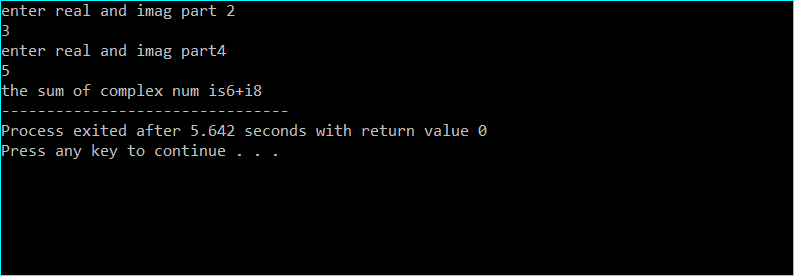 enter real and imag part 2
3
enter real and imag part4
5
the sum of complex num is6+i8
--------------------------------
Process exited after 5.642 seconds with return value 0
Press any key to continue . . .